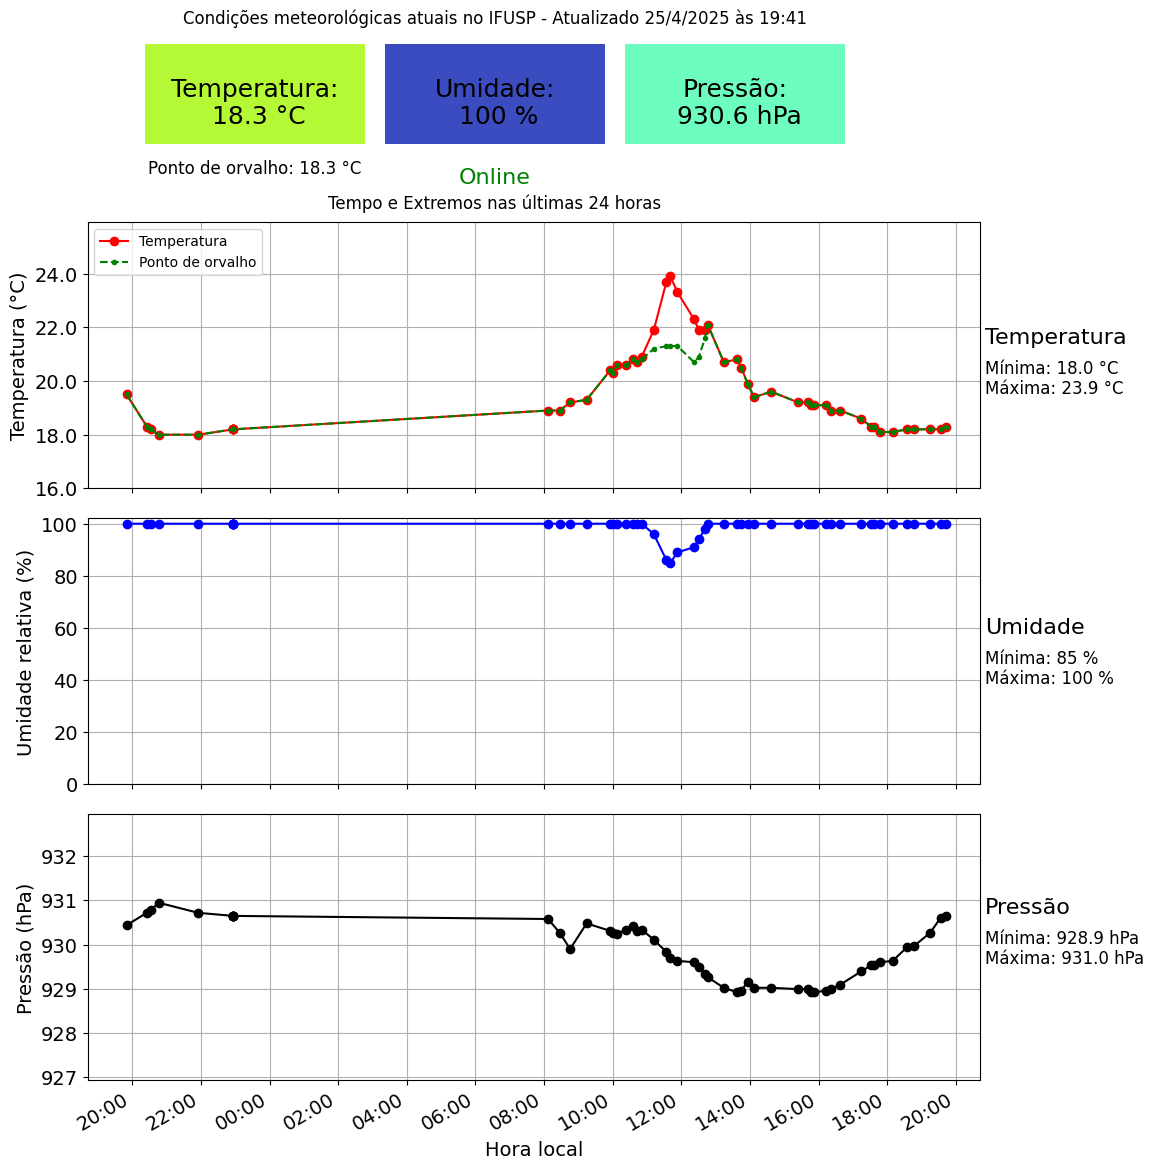 Condições meteorológicas atuais no IFUSP - Atualizado 25/4/2025 às 19:41
Temperatura:
18.3 °C
Umidade:
100 %
Pressão:
930.6 hPa
Ponto de orvalho: 18.3 °C
Online
Tempo e Extremos nas últimas 24 horas
Temperatura
Ponto de orvalho
Temperatura (°C)
24.0
22.0
20.0
18.0
16.0
Temperatura
Mínima: 18.0 °C
Máxima: 23.9 °C
Umidade relativa (%)
100
80
60
40
20
0
Umidade
Mínima: 85 %
Máxima: 100 %
Pressão (hPa)
932
931
930
929
928
927
Pressão
Mínima: 928.9 hPa
Máxima: 931.0 hPa
20:00 22:00 00:00 02:00 04:00 06:00 08:00 10:00 12:00 14:00 16:00 18:00 20:00
Hora local